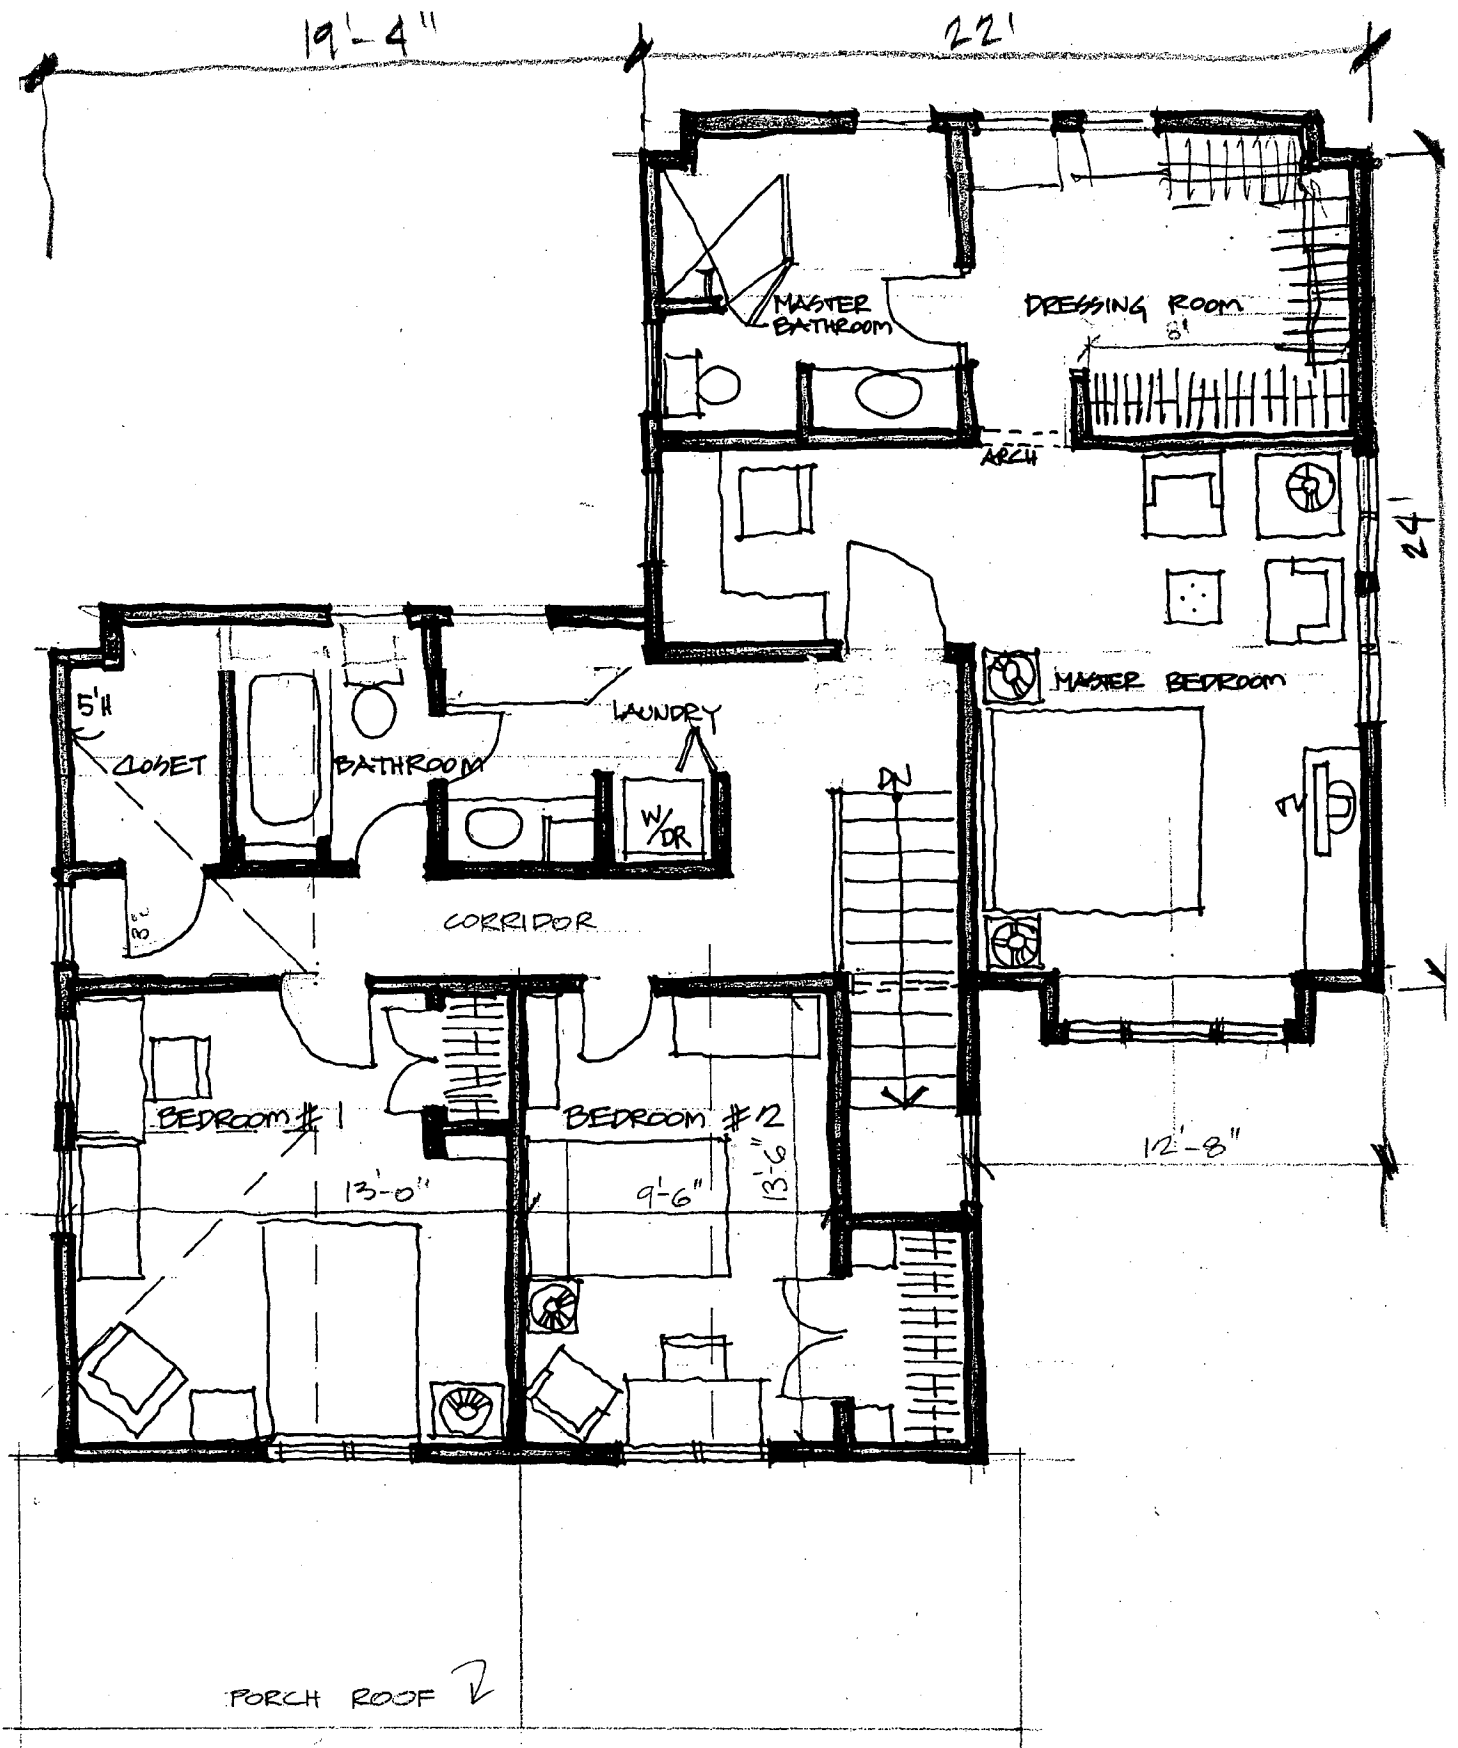 19'-4"
22'
MASTER
BATHROOM
DRESSING ROOM
8'
ARCH
24'
MASTER BEDROOM
5'H
LAUNDRY
CLOSET
BATHROOM
DN
W/
DR
CORRIDOR
BEDROOM #1
BEDROOM #2
12'-8"
13'-6"
13'-0"
9'-6"
PORCH ROOF